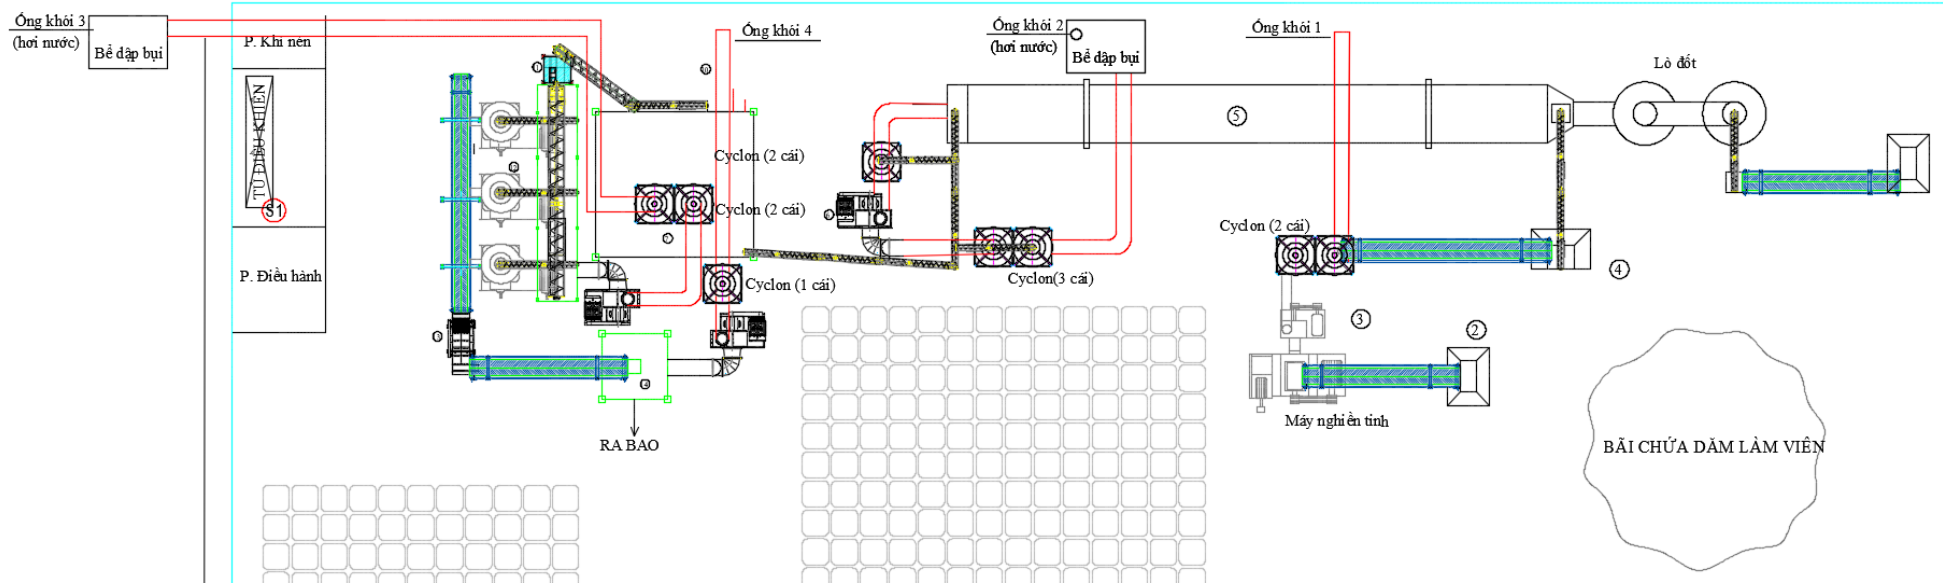 Ống khói 3
(hơi nước)
Bể dập bụi
P. Khí nén
TỦ ĐIỀU KHIỂN
S1
P. Điều hành
Ống khói 4
Cyclon (2 cái)
Cyclon (2 cái)
Cyclon (1 cái)
RA BAO
Ống khói 2
(hơi nước)
Bể dập bụi
Cyclon(3 cái)
Ống khói 1
5
Lò đốt
Cyclon (2 cái)
4
3
2
Máy nghiền tinh
BÃI CHỨA DĂM LÀM VIÊN